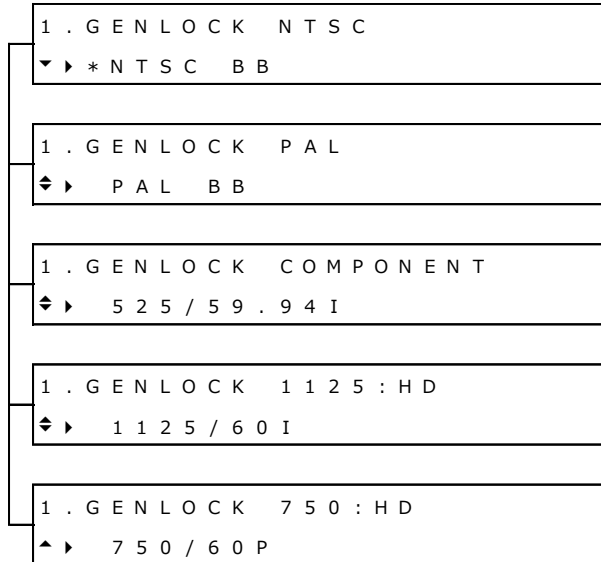 1.GENLOCK NTSC
*NTSC BB
1.GENLOCK PAL
PAL BB
1.GENLOCK COMPONENT
525/59.94I
1.GENLOCK 1125:HD
1125/60I
1.GENLOCK 750:HD
750/60P